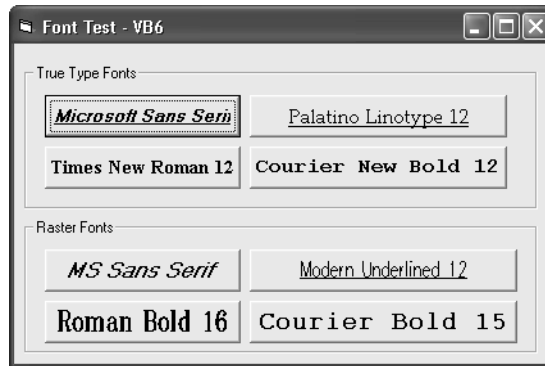 Font Test - VB6
True Type Fonts
Microsoft Sans Serif
Palatino Linotype 12
Times New Roman 12
Courier New Bold 12
Raster Fonts
MS Sans Serif
Modern Underlined 12
Roman Bold 16
Courier Bold 15